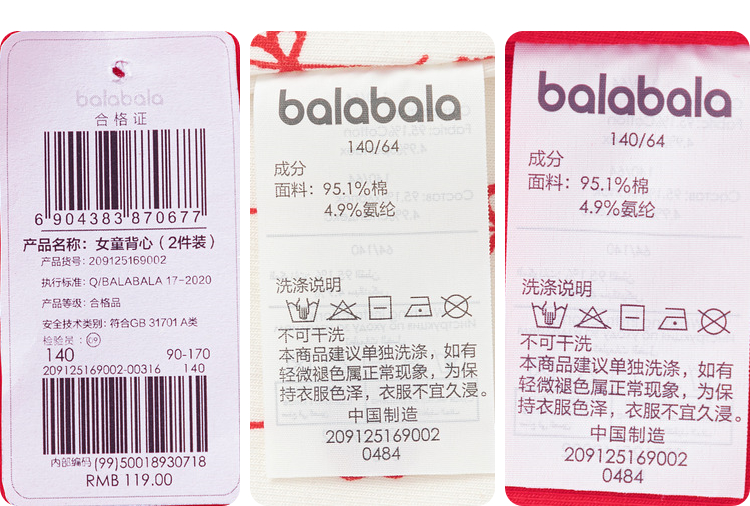 balabala
合格证
6 904383 870677
产品名称：女童背心（2件装）
产品货号：209125169002
执行标准：Q/BALABALA 17-2020
产品等级：合格品
安全技术类别：符合GB 31701 A类
检验员：
140 90-170
209125169002-00316 140
内部编码 (99)50018930718
RMB 119.00
balabala
140/64
成分
面料：95.1%棉
4.9%氨纶
洗涤说明
不可干洗
本商品建议单独洗涤，如有
轻微褪色属正常现象，为保
持衣服色泽，衣服不宜久浸。
中国制造
209125169002
0484
balabala
140/64
成分
面料：95.1%棉
4.9%氨纶
洗涤说明
不可干洗
本商品建议单独洗涤，如有
轻微褪色属正常现象，为保
持衣服色泽，衣服不宜久浸。
中国制造
209125169002
0484